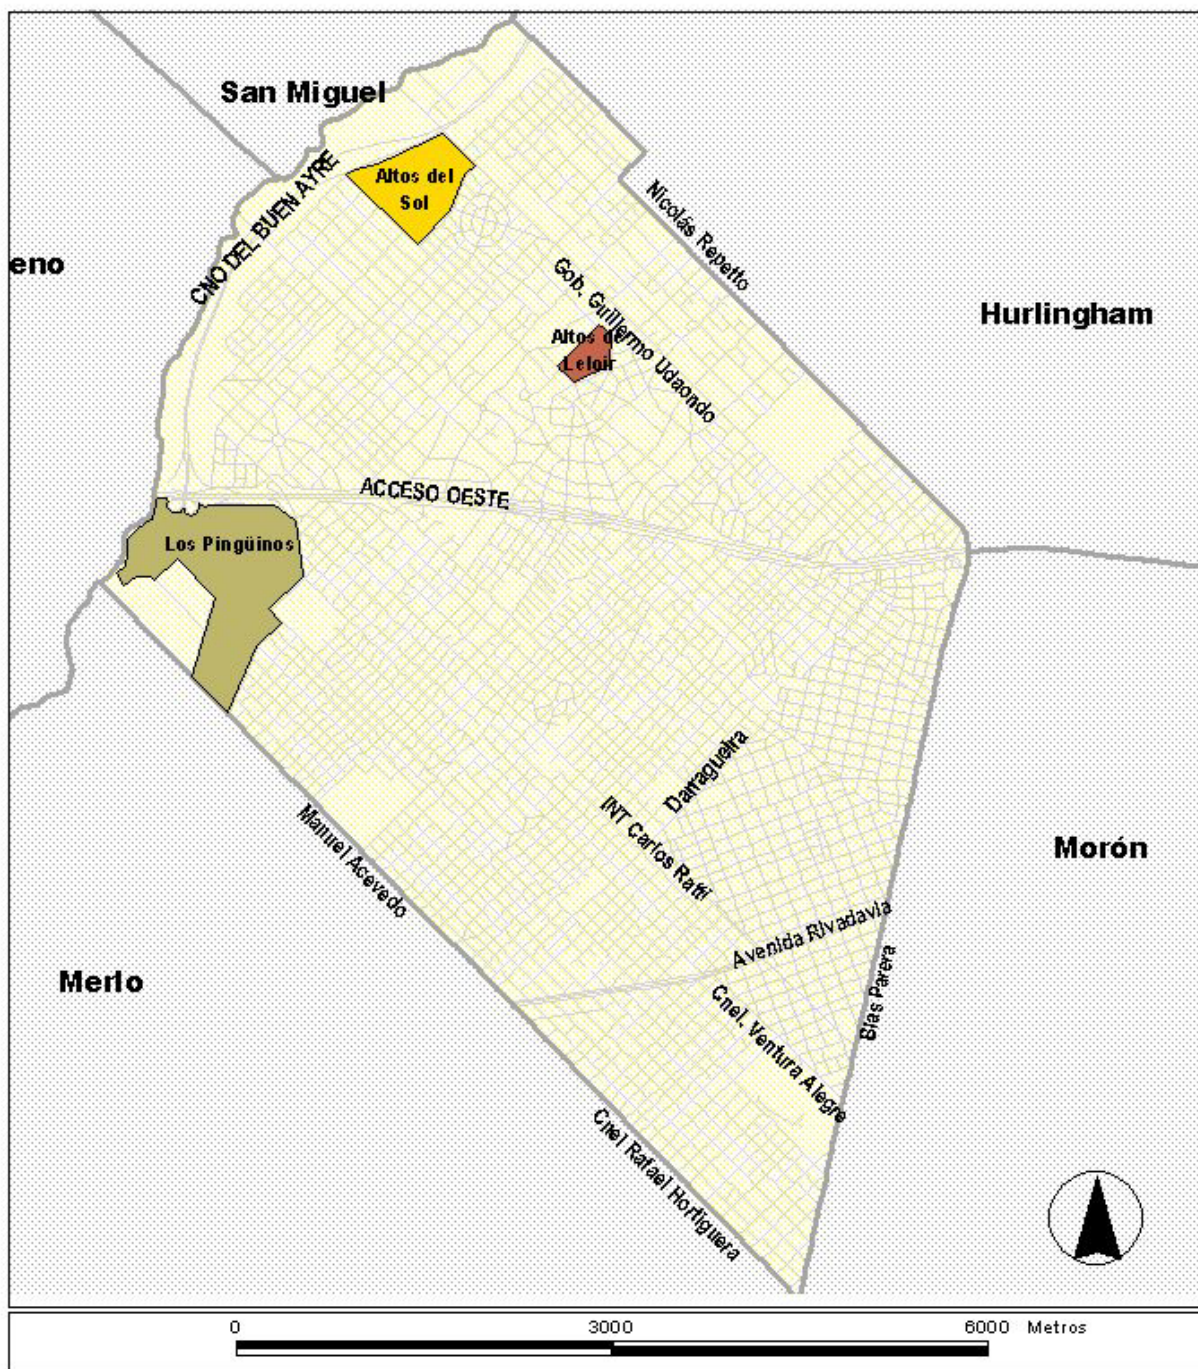 San Miguel
Altos del
Sol
CNO DEL BUEN AYRE
Nicolás Repetto
eno
Gob. Guillermo Udaondo
Hurlingham
Altos de
Leloir
ACCESO OESTE
Los Pingüinos
Darragueira
INT Carlos Ratti
Manuel Acevedo
Morón
Avenida Rivadavia
Blas Parera
Merlo
Cnel. Ventura Alegre
Cnel Rafael Hortiguera
0 3000 6000 Metros